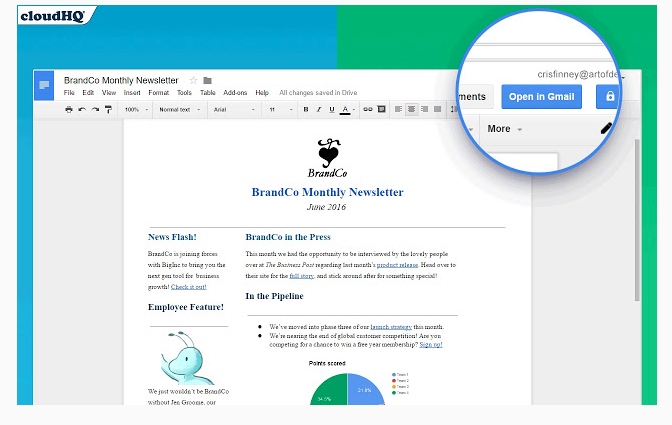 cloudHQ
BrandCo Monthly Newsletter
File Edit View Insert Format Tools Table Add-ons Help All changes saved in Drive
100% Normal text Arial 11 B I U A
crisfinney@artofde
ments Open in Gmail
More
BrandCo
BrandCo Monthly Newsletter
June 2016
News Flash!
BrandCo is joining forces
with BigInc to bring you the
next gen tool for business
growth! Check it out!
Employee Feature!
We just wouldn't be BrandCo
without Jen Groome, our
BrandCo in the Press
This month we had the opportunity to be interviewed by the lovely people
over at The Business Post regarding last month's product release. Head over to
their site for the full story, and stick around after for something special!
In the Pipeline
● We've moved into phase three of our launch strategy this month.
● We're nearing the end of global customer competition! Are you
competing for a chance to win a free year membership? Sign up!
Points scored
Team 1
Team 2
Team 3
Team 4
34.5%